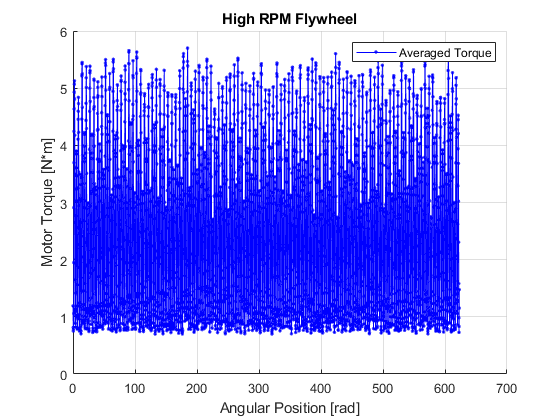 High RPM Flywheel
Averaged Torque
Motor Torque [N*m]
6
5
4
3
2
1
0
0 100 200 300 400 500 600 700
Angular Position [rad]